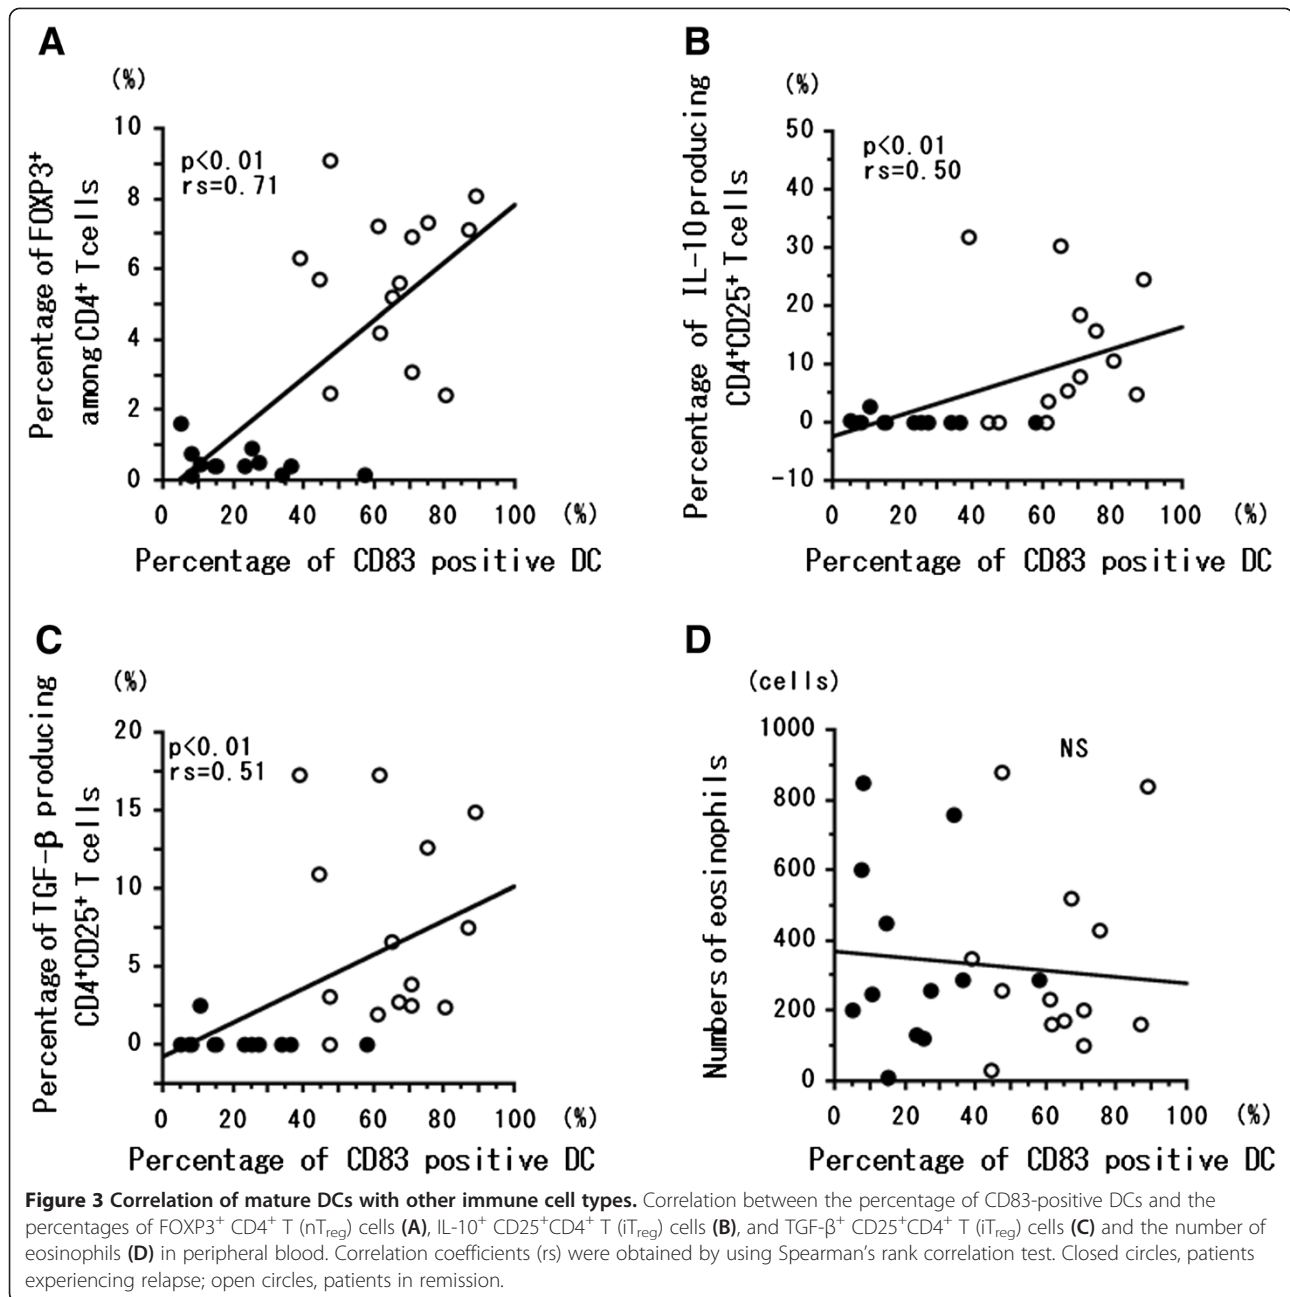 A
(%)
Percentage of FOXP3⁺
among CD4⁺ T cells
10
8
6
4
2
0
p<0.01
rs=0.71
0 20 40 60 80 100 (%)
Percentage of CD83 positive DC
B
(%)
Percentage of IL-10 producing
CD4⁺CD25⁺ T cells
50
40
30
20
10
0
-10
p<0.01
rs=0.50
0 20 40 60 80 100 (%)
Percentage of CD83 positive DC
C
(%)
Percentage of TGF-β producing
CD4⁺CD25⁺ T cells
20
15
10
5
0
p<0.01
rs=0.51
0 20 40 60 80 100 (%)
Percentage of CD83 positive DC
D
(cells)
Numbers of eosinophils
1000
800
600
400
200
0
NS
0 20 40 60 80 100 (%)
Percentage of CD83 positive DC
Figure 3 Correlation of mature DCs with other immune cell types. Correlation between the percentage of CD83-positive DCs and the
percentages of FOXP3⁺ CD4⁺ T (nTreg) cells (A), IL-10⁺ CD25⁺CD4⁺ T (iTreg) cells (B), and TGF-β⁺ CD25⁺CD4⁺ T (iTreg) cells (C) and the number of
eosinophils (D) in peripheral blood. Correlation coefficients (rs) were obtained by using Spearman's rank correlation test. Closed circles, patients
experiencing relapse; open circles, patients in remission.